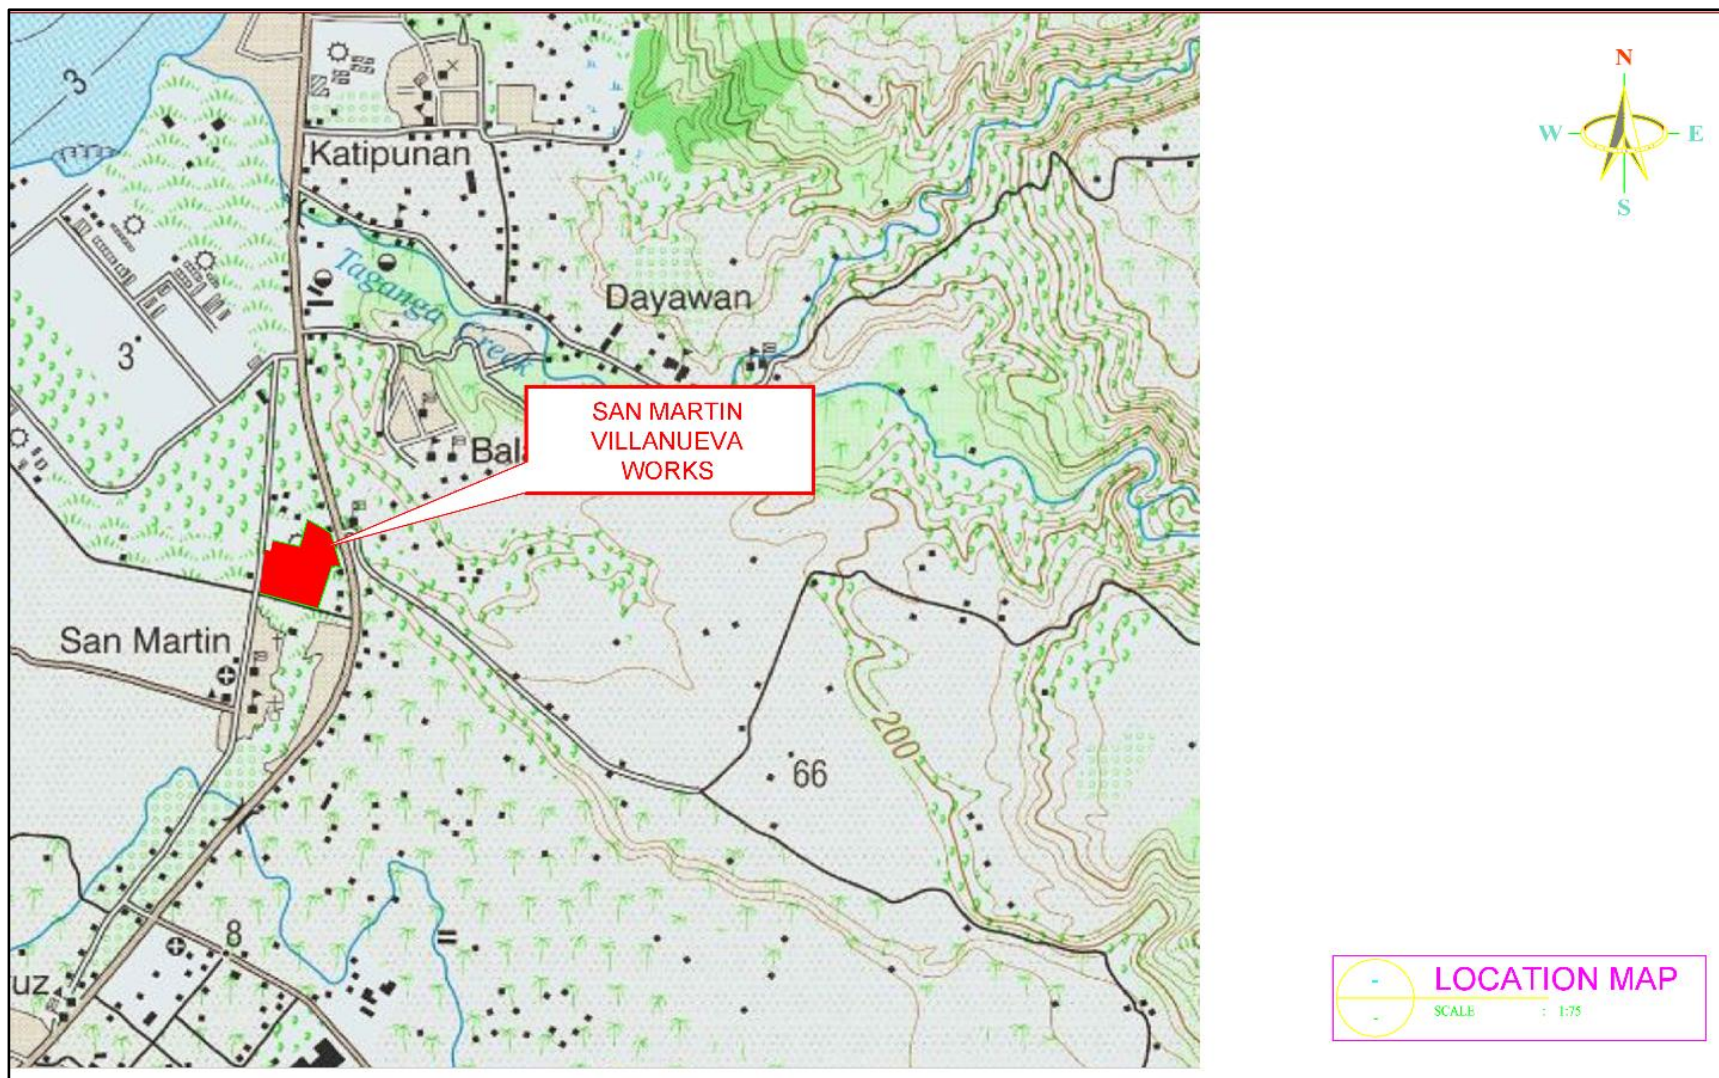 3
N
W
E
S
Katipunan
Taganga Creek
Dayawan
3
SAN MARTIN
VILLANUEVA
WORKS
Bal
San Martin
200
66
8
uz
LOCATION MAP
SCALE : 1:75